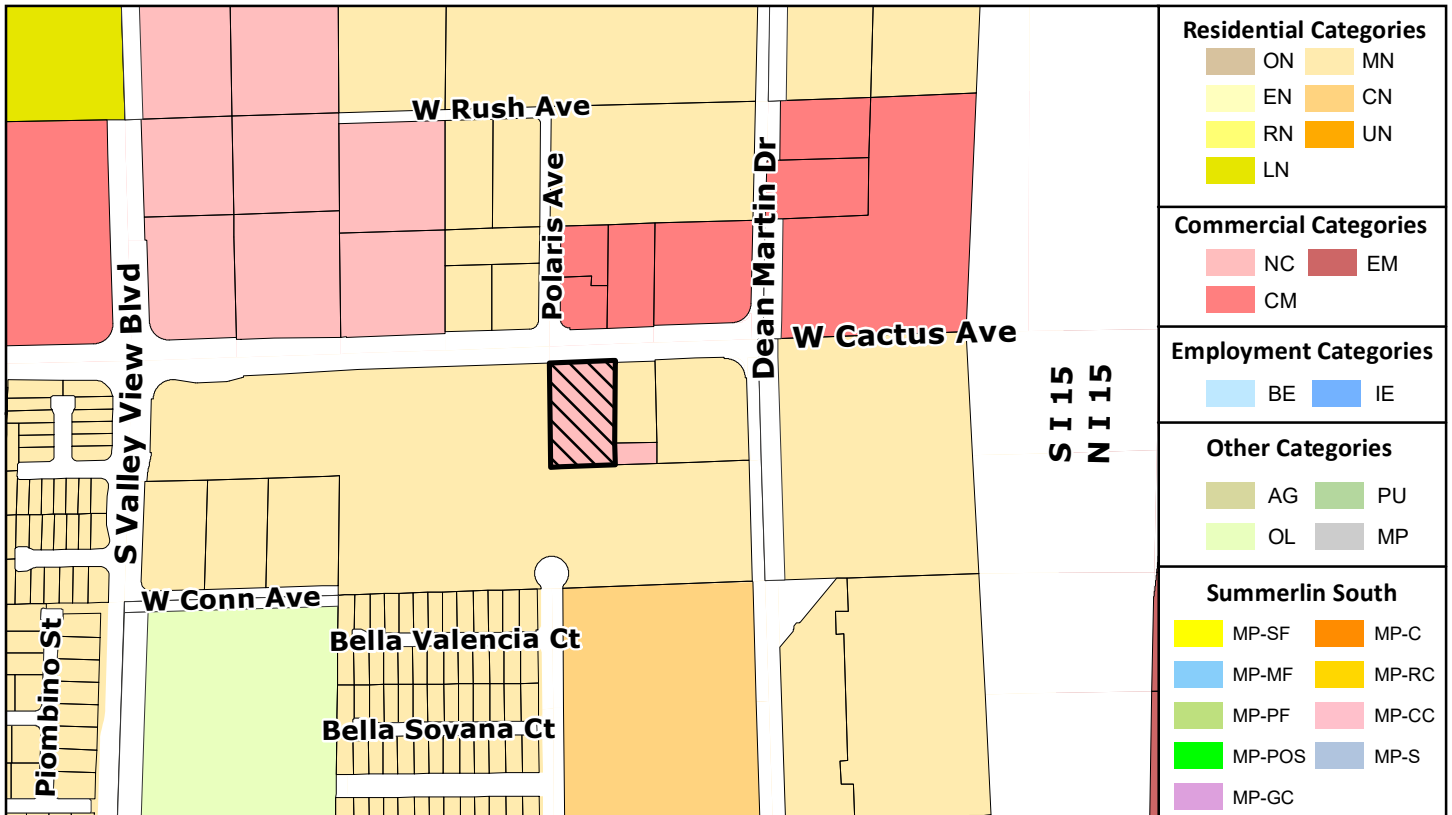 W Rush Ave
Polaris Ave
Dean Martin Dr
S Valley View Blvd
W Cactus Ave
S I 15
N I 15
W Conn Ave
Bella Valencia Ct
Bella Sovana Ct
Piombino St
Residential Categories
ON MN
EN CN
RN UN
LN
Commercial Categories
NC EM
CM
Employment Categories
BE IE
Other Categories
AG PU
OL MP
Summerlin South
MP-SF MP-C
MP-MF MP-RC
MP-PF MP-CC
MP-POS MP-S
MP-GC